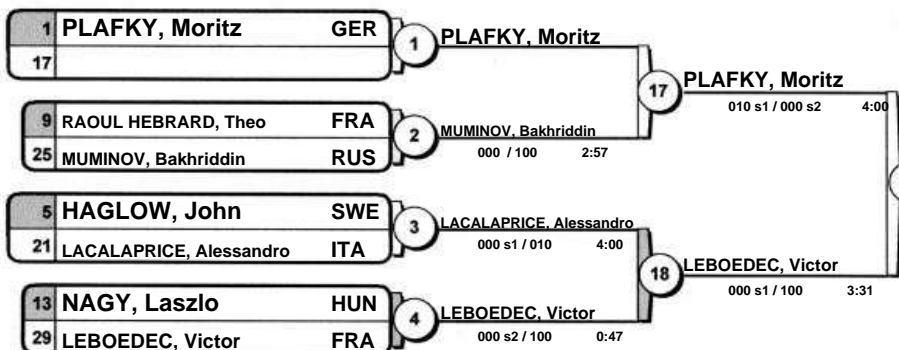 1 PLAFKY, Moritz GER
17
1 PLAFKY, Moritz
9 RAOUL HEBRARD, Theo FRA
25 MUMINOV, Bakhriddin RUS
2 MUMINOV, Bakhriddin
000 / 100 2:57
17 PLAFKY, Moritz
010 s1 / 000 s2 4:00
5 HAGLOW, John SWE
21 LACALAPRICE, Alessandro ITA
3 LACALAPRICE, Alessandro
000 s1 / 010 4:00
13 NAGY, Laszlo HUN
29 LEBOEDEC, Victor FRA
4 LEBOEDEC, Victor
000 s2 / 100 0:47
18 LEBOEDEC, Victor
000 s1 / 100 3:31